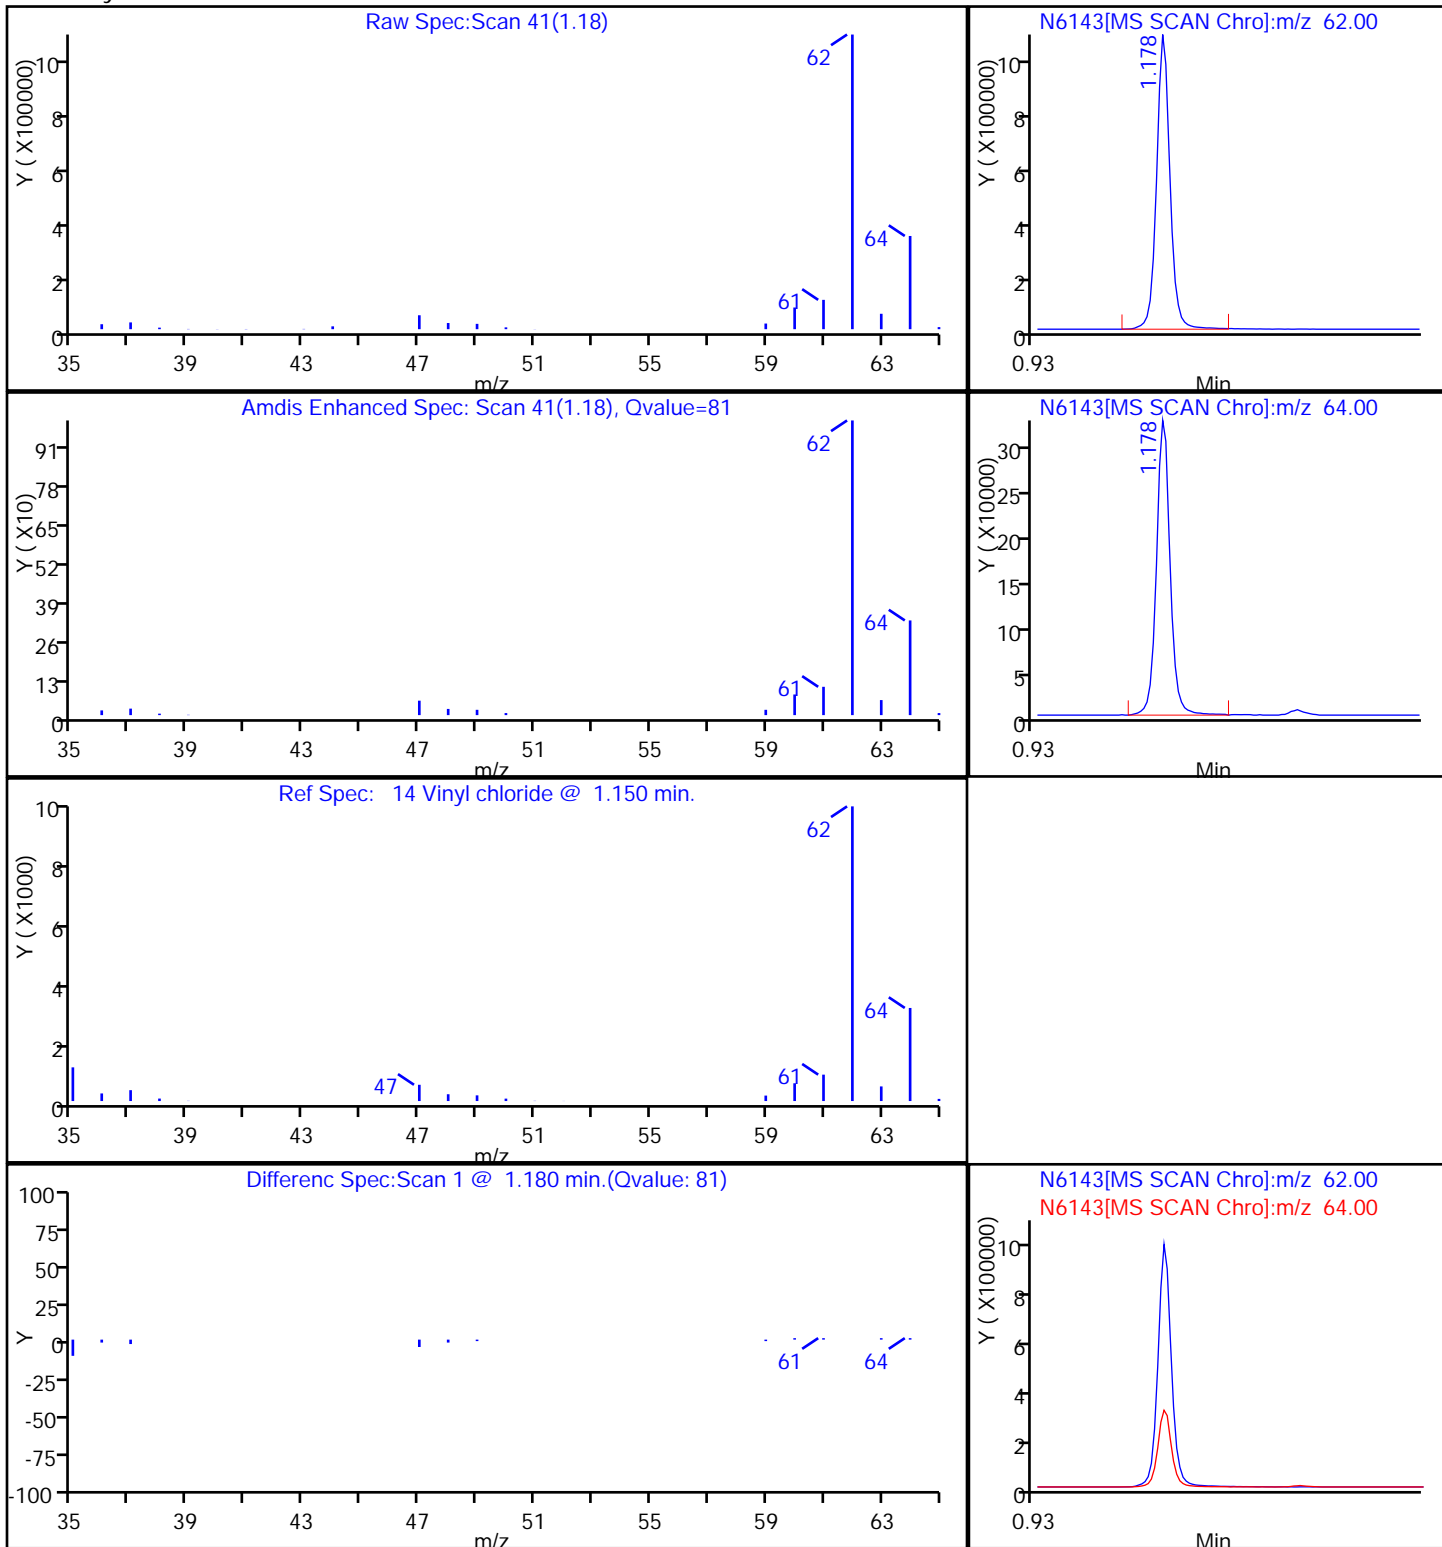 Raw Spec:Scan 41(1.18)
Y ( X100000)
10
8
6
4
2
0
62
64
61
35 39 43 47 51 55 59 63
m/z
N6143[MS SCAN Chro]:m/z 62.00
Y ( X100000)
10
8
6
4
2
0
1.178
0.93
Min
Amdis Enhanced Spec: Scan 41(1.18), Qvalue=81
Y ( X10)
91
78
65
52
39
26
13
0
62
64
61
35 39 43 47 51 55 59 63
m/z
N6143[MS SCAN Chro]:m/z 64.00
Y ( X10000)
30
25
20
15
10
5
0
1.178
0.93
Min
Ref Spec: 14 Vinyl chloride @ 1.150 min.
Y ( X1000)
10
8
6
4
2
0
62
64
61
47
35 39 43 47 51 55 59 63
m/z
Differenc Spec:Scan 1 @ 1.180 min.(Qvalue: 81)
Y
100
75
50
25
0
-25
-50
-75
-100
61
64
35 39 43 47 51 55 59 63
m/z
N6143[MS SCAN Chro]:m/z 62.00
N6143[MS SCAN Chro]:m/z 64.00
Y ( X100000)
10
8
6
4
2
0
0.93
Min